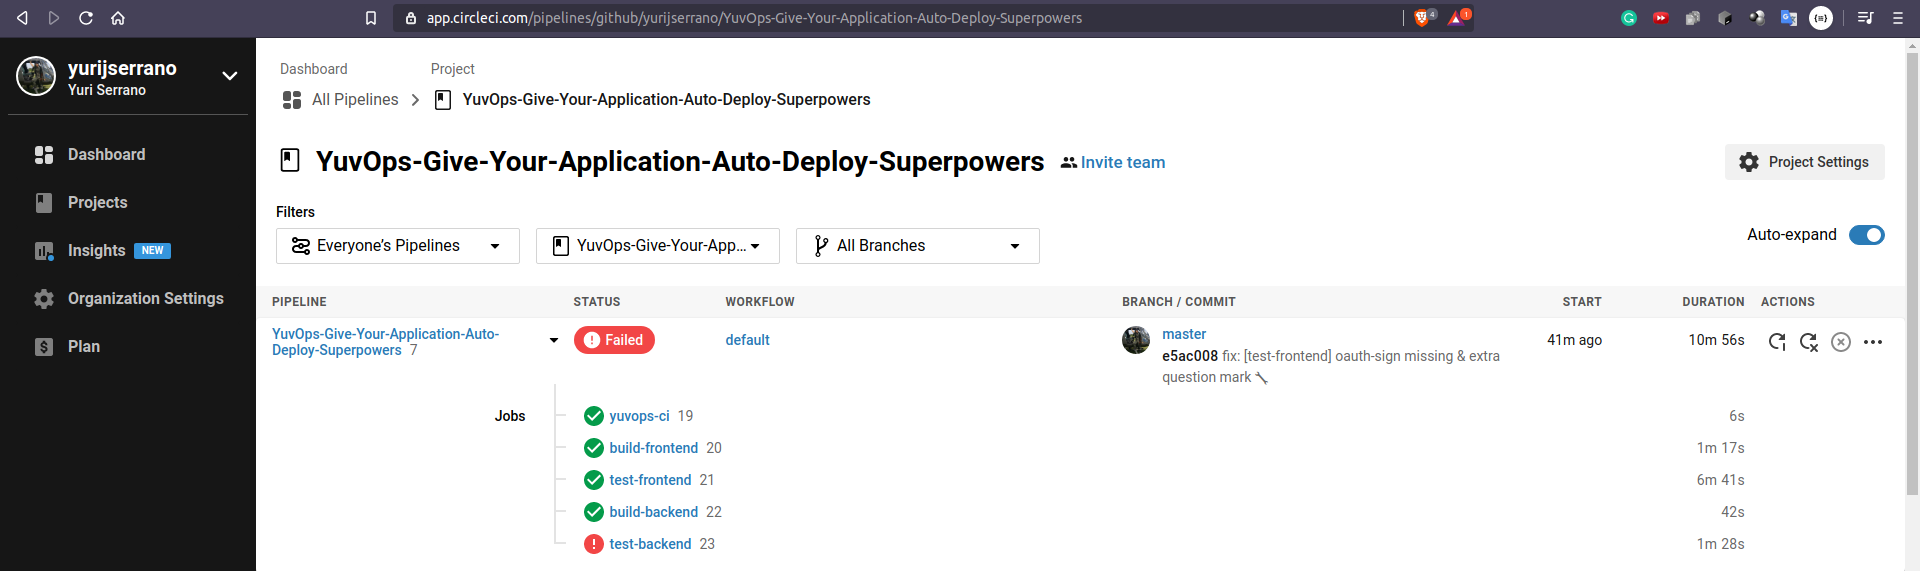 app.circleci.com/pipelines/github/yurijserrano/YuvOps-Give-Your-Application-Auto-Deploy-Superpowers
4
1
yurijserrano
Yuri Serrano
Dashboard
Projects
Insights NEW
Organization Settings
Plan
Dashboard Project
All Pipelines YuvOps-Give-Your-Application-Auto-Deploy-Superpowers
YuvOps-Give-Your-Application-Auto-Deploy-Superpowers Invite team
Project Settings
Filters
Everyone’s Pipelines YuvOps-Give-Your-App... All Branches
Auto-expand
PIPELINE STATUS WORKFLOW BRANCH / COMMIT START DURATION ACTIONS
YuvOps-Give-Your-Application-Auto-
Deploy-Superpowers 7
Failed
default
master
e5ac008 fix: [test-frontend] oauth-sign missing & extra
question mark
41m ago
10m 56s
Jobs
yuvops-ci 19 6s
build-frontend 20 1m 17s
test-frontend 21 6m 41s
build-backend 22 42s
test-backend 23 1m 28s